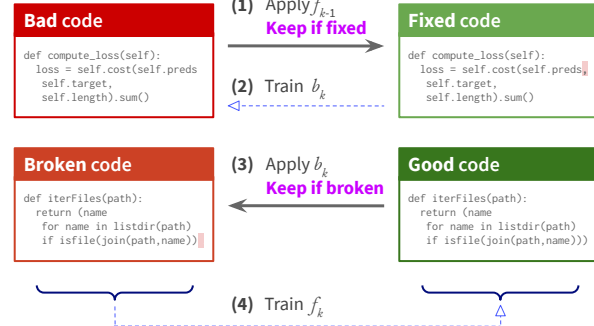 (1) Apply f_{k-1}
Keep if fixed
Bad code
def compute_loss(self):
loss = self.cost(self.preds
self.target,
self.length).sum()
Fixed code
def compute_loss(self):
loss = self.cost(self.preds,
self.target,
self.length).sum()
(2) Train b_k
Broken code
def iterFiles(path):
return (name
for name in listdir(path)
if isfile(join(path,name))
(3) Apply b_k
Keep if broken
Good code
def iterFiles(path):
return (name
for name in listdir(path)
if isfile(join(path,name)))
(4) Train f_k